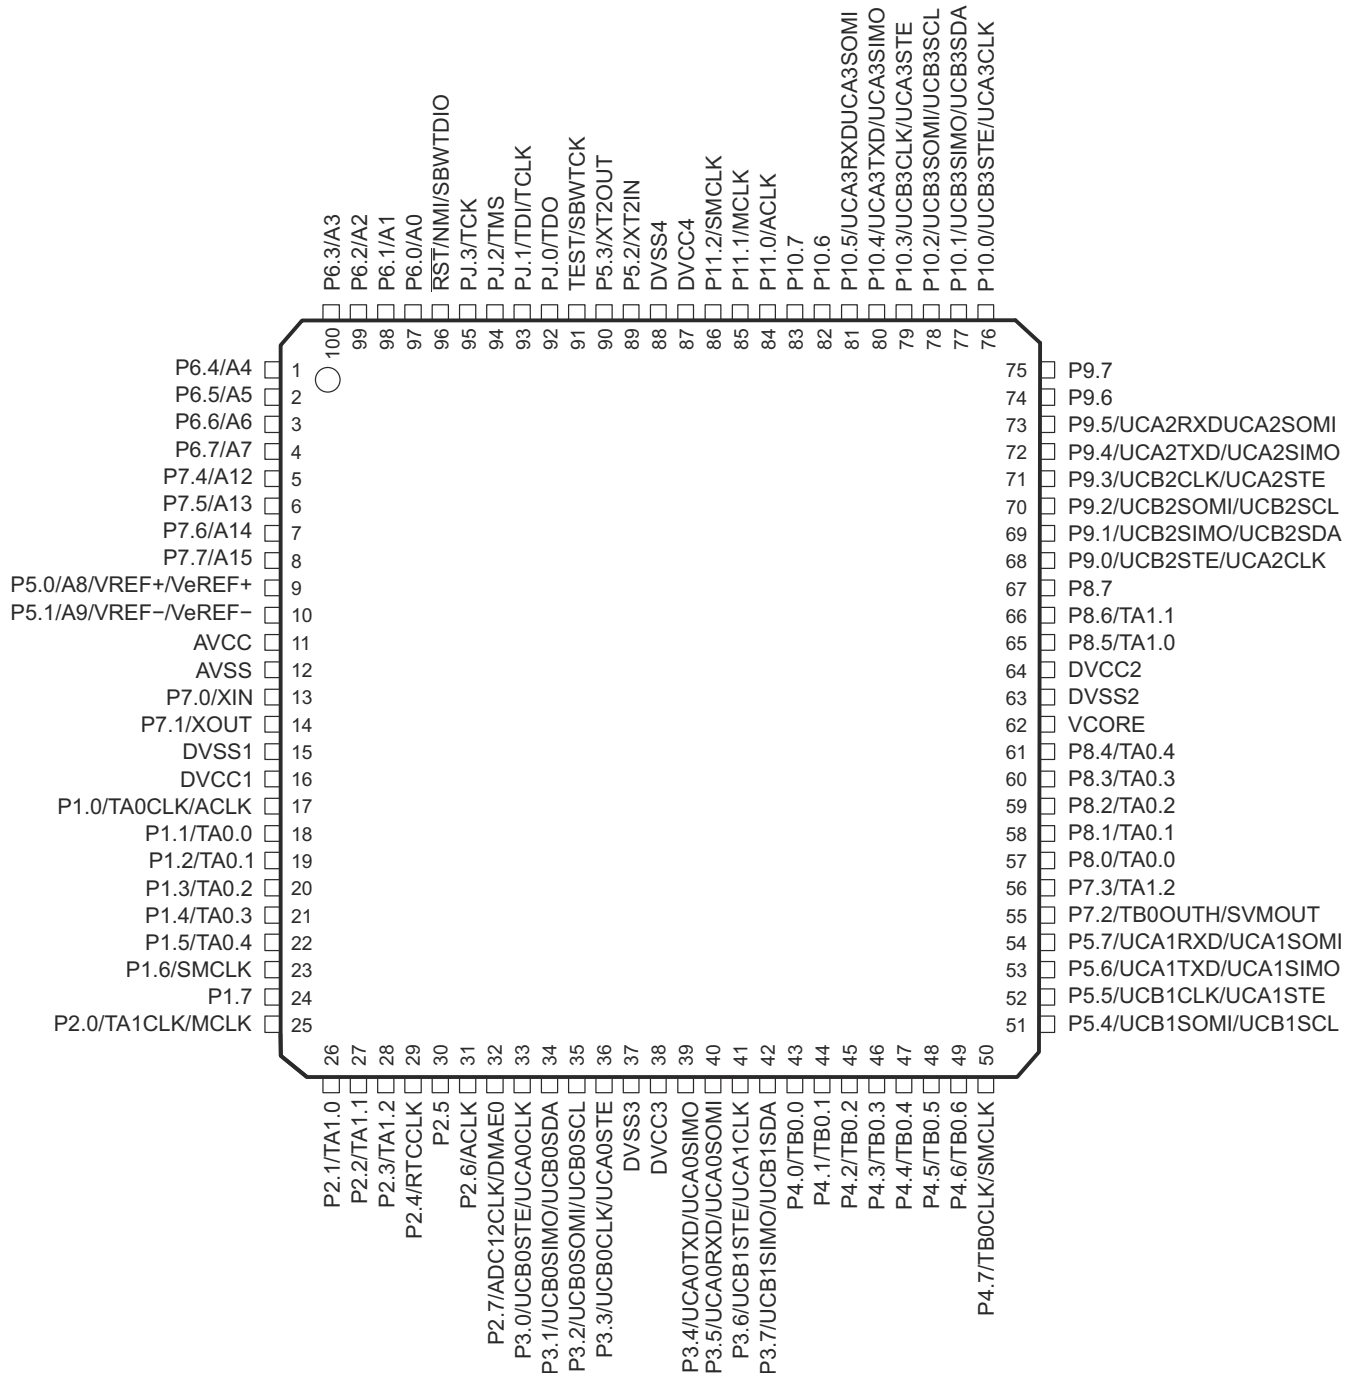 P6.3/A3
P6.2/A2
P6.1/A1
P6.0/A0
RST/NMI/SBWTDIO
PJ.3/TCK
PJ.2/TMS
PJ.1/TDI/TCLK
PJ.0/TDO
TEST/SBWTCK
P5.3/XT2OUT
P5.2/XT2IN
DVSS4
DVCC4
P11.2/SMCLK
P11.1/MCLK
P11.0/ACLK
P10.7
P10.6
P10.5/UCA3RXDUCA3SOMI
P10.4/UCA3TXD/UCA3SIMO
P10.3/UCB3CLK/UCA3STE
P10.2/UCB3SOMI/UCB3SCL
P10.1/UCB3SIMO/UCB3SDA
P10.0/UCB3STE/UCA3CLK
100
99
98
97
96
95
94
93
92
91
90
89
88
87
86
85
84
83
82
81
80
79
78
77
76
P6.4/A4 1
P6.5/A5 2
P6.6/A6 3
P6.7/A7 4
P7.4/A12 5
P7.5/A13 6
P7.6/A14 7
P7.7/A15 8
P5.0/A8/VREF+/VeREF+ 9
P5.1/A9/VREF−/VeREF− 10
AVCC 11
AVSS 12
P7.0/XIN 13
P7.1/XOUT 14
DVSS1 15
DVCC1 16
P1.0/TA0CLK/ACLK 17
P1.1/TA0.0 18
P1.2/TA0.1 19
P1.3/TA0.2 20
P1.4/TA0.3 21
P1.5/TA0.4 22
P1.6/SMCLK 23
P1.7 24
P2.0/TA1CLK/MCLK 25
75 P9.7
74 P9.6
73 P9.5/UCA2RXDUCA2SOMI
72 P9.4/UCA2TXD/UCA2SIMO
71 P9.3/UCB2CLK/UCA2STE
70 P9.2/UCB2SOMI/UCB2SCL
69 P9.1/UCB2SIMO/UCB2SDA
68 P9.0/UCB2STE/UCA2CLK
67 P8.7
66 P8.6/TA1.1
65 P8.5/TA1.0
64 DVCC2
63 DVSS2
62 VCORE
61 P8.4/TA0.4
60 P8.3/TA0.3
59 P8.2/TA0.2
58 P8.1/TA0.1
57 P8.0/TA0.0
56 P7.3/TA1.2
55 P7.2/TB0OUTH/SVMOUT
54 P5.7/UCA1RXD/UCA1SOMI
53 P5.6/UCA1TXD/UCA1SIMO
52 P5.5/UCB1CLK/UCA1STE
51 P5.4/UCB1SOMI/UCB1SCL
26
27
28
29
30
31
32
33
34
35
36
37
38
39
40
41
42
43
44
45
46
47
48
49
50
P2.1/TA1.0
P2.2/TA1.1
P2.3/TA1.2
P2.4/RTCCLK
P2.5
P2.6/ACLK
P2.7/ADC12CLK/DMAE0
P3.0/UCB0STE/UCA0CLK
P3.1/UCB0SIMO/UCB0SDA
P3.2/UCB0SOMI/UCB0SCL
P3.3/UCB0CLK/UCA0STE
DVSS3
DVCC3
P3.4/UCA0TXD/UCA0SIMO
P3.5/UCA0RXD/UCA0SOMI
P3.6/UCB1STE/UCA1CLK
P3.7/UCB1SIMO/UCB1SDA
P4.0/TB0.0
P4.1/TB0.1
P4.2/TB0.2
P4.3/TB0.3
P4.4/TB0.4
P4.5/TB0.5
P4.6/TB0.6
P4.7/TB0CLK/SMCLK